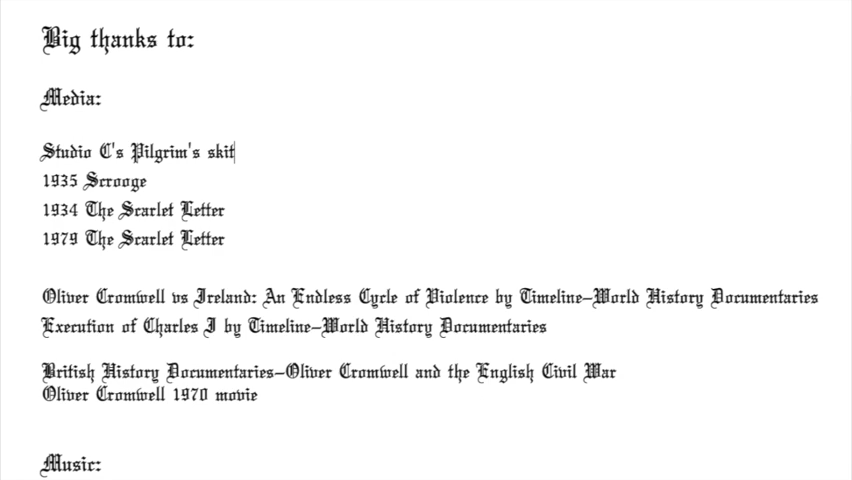 Big thanks to:
Media:
Studio C's Pilgrim's skit
1935 Scrooge
1934 The Scarlet Letter
1979 The Scarlet Letter
Oliver Cromwell vs Ireland: An Endless Cycle of Violence by Timeline-World History Documentaries
Execution of Charles I by Timeline-World History Documentaries
British History Documentaries-Oliver Cromwell and the English Civil War
Oliver Cromwell 1970 movie
Music: